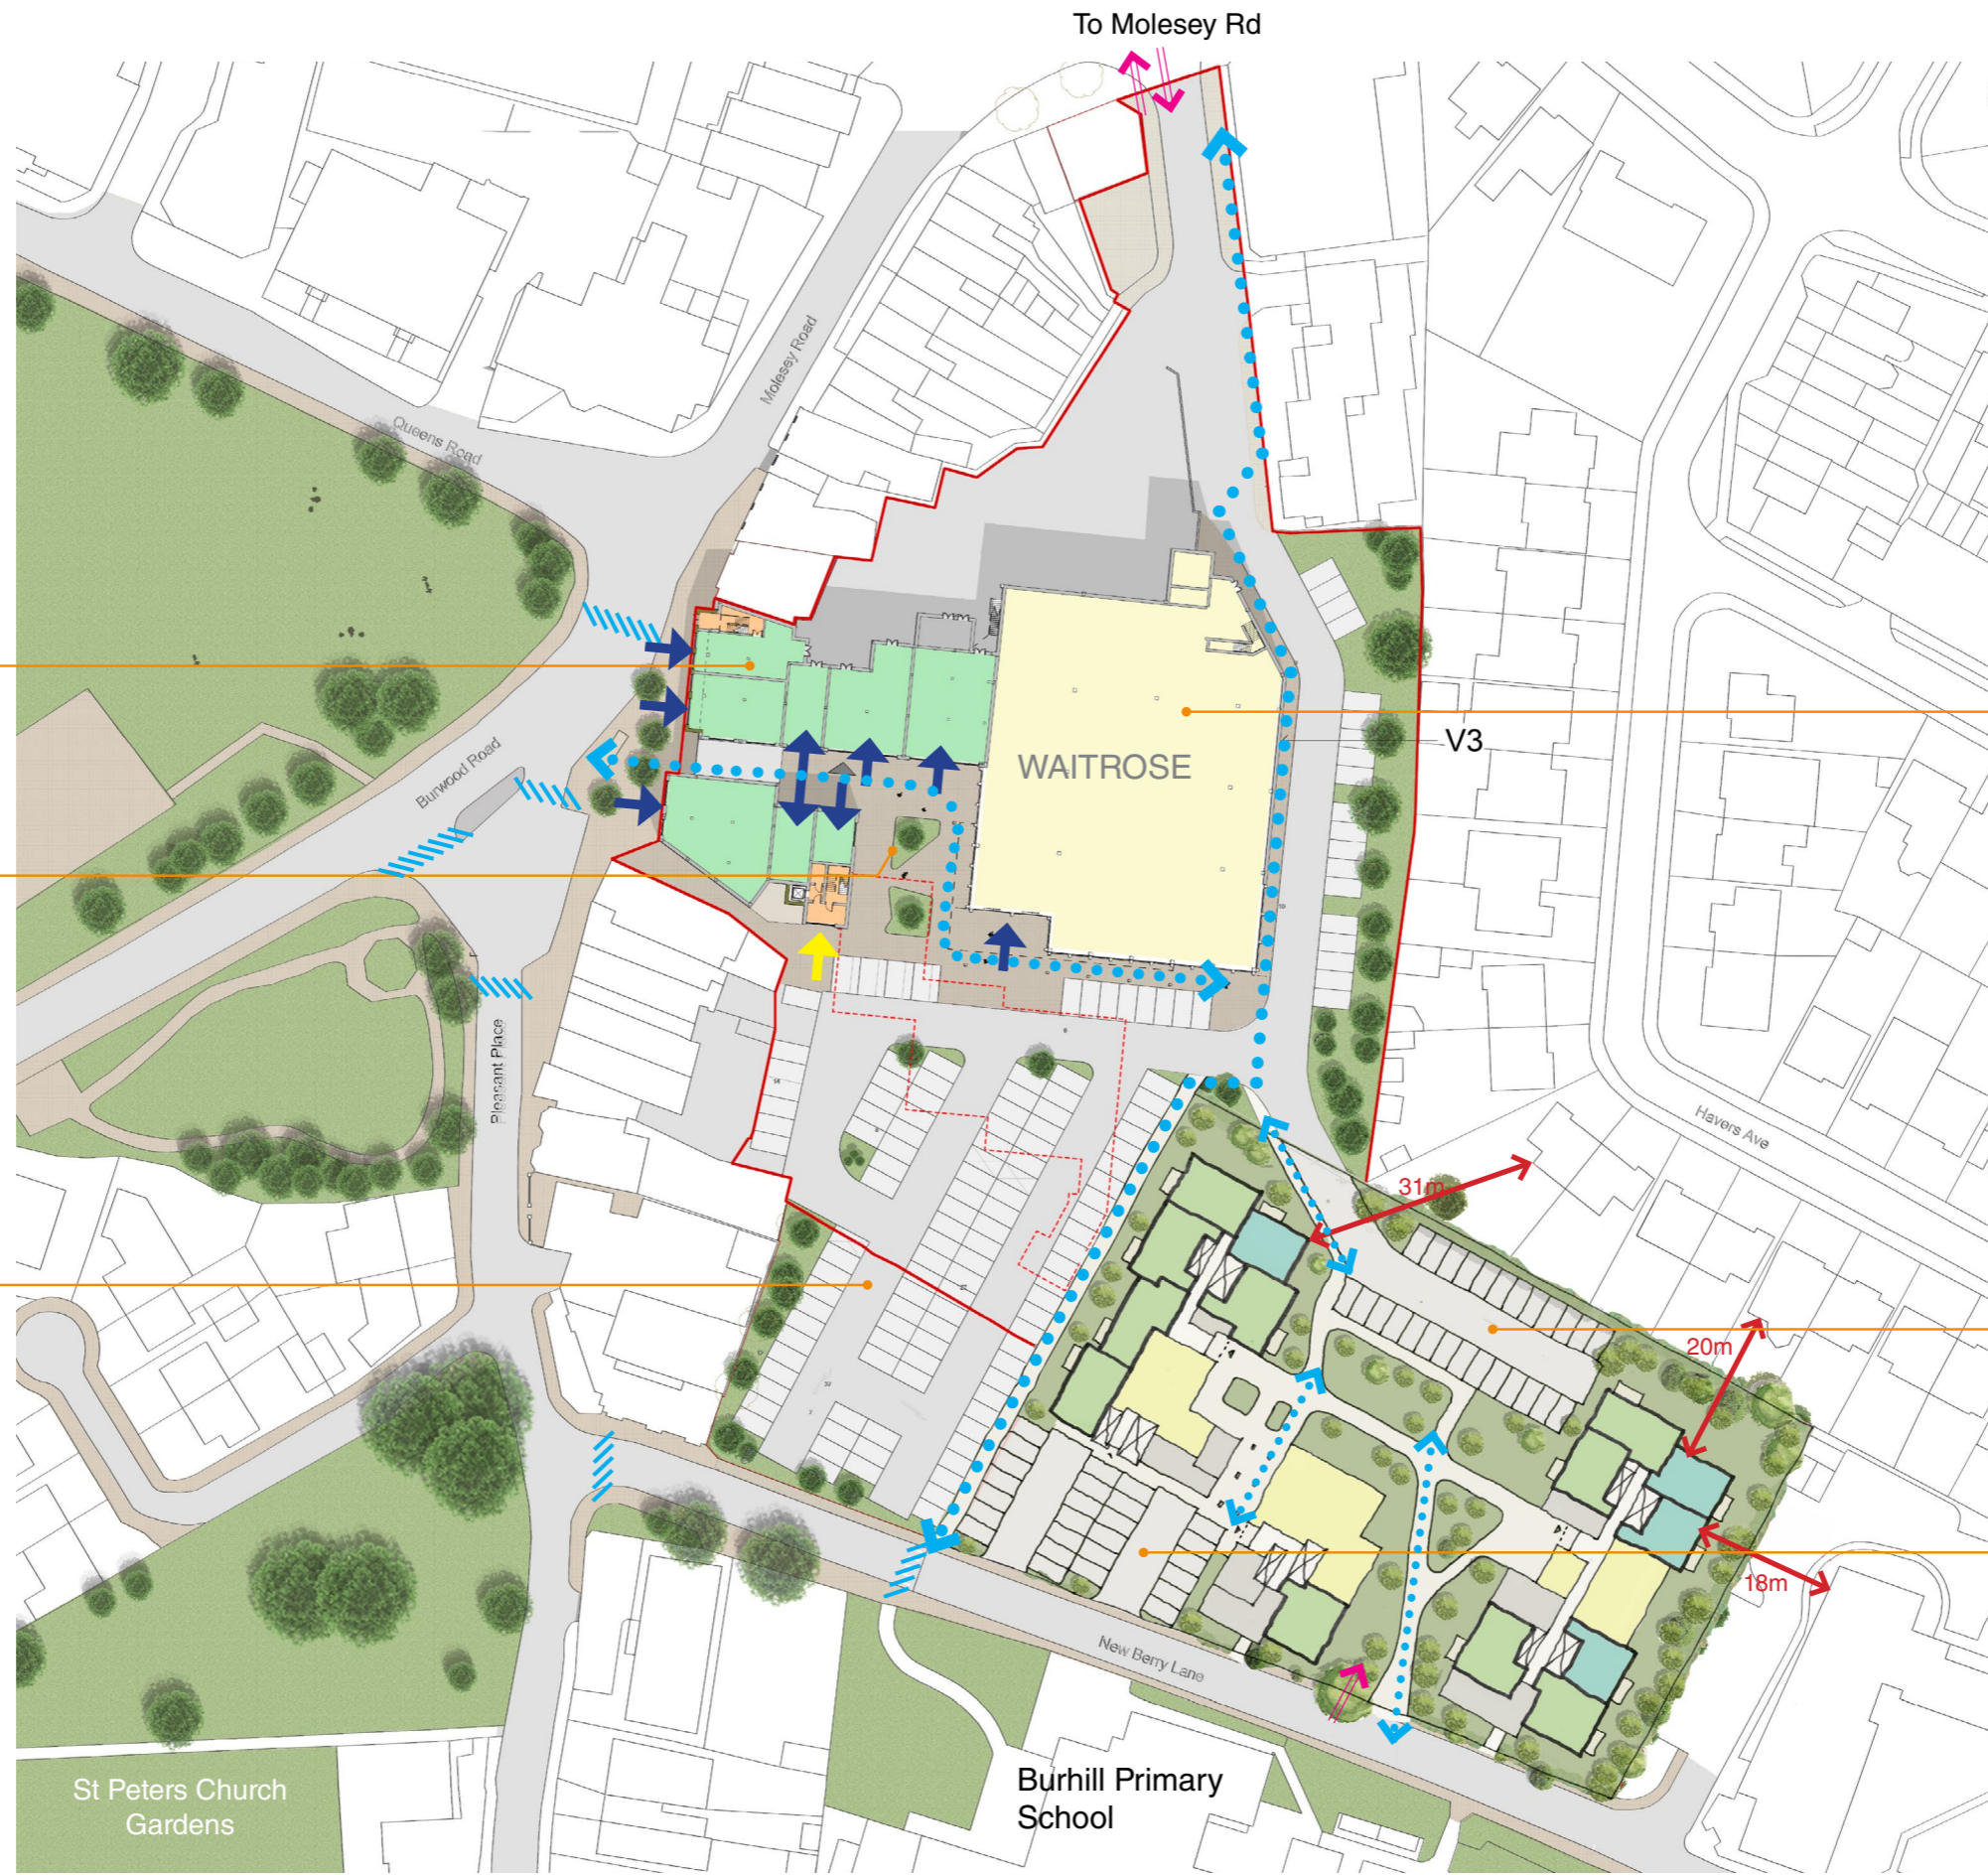 To Molesey Rd
Molesey Road
Queens Road
V3
WAITROSE
Burwood Road
Pleasant Place
Havers Ave
31m
20m
18m
New Berry Lane
Burhill Primary
School
St Peters Church
Gardens